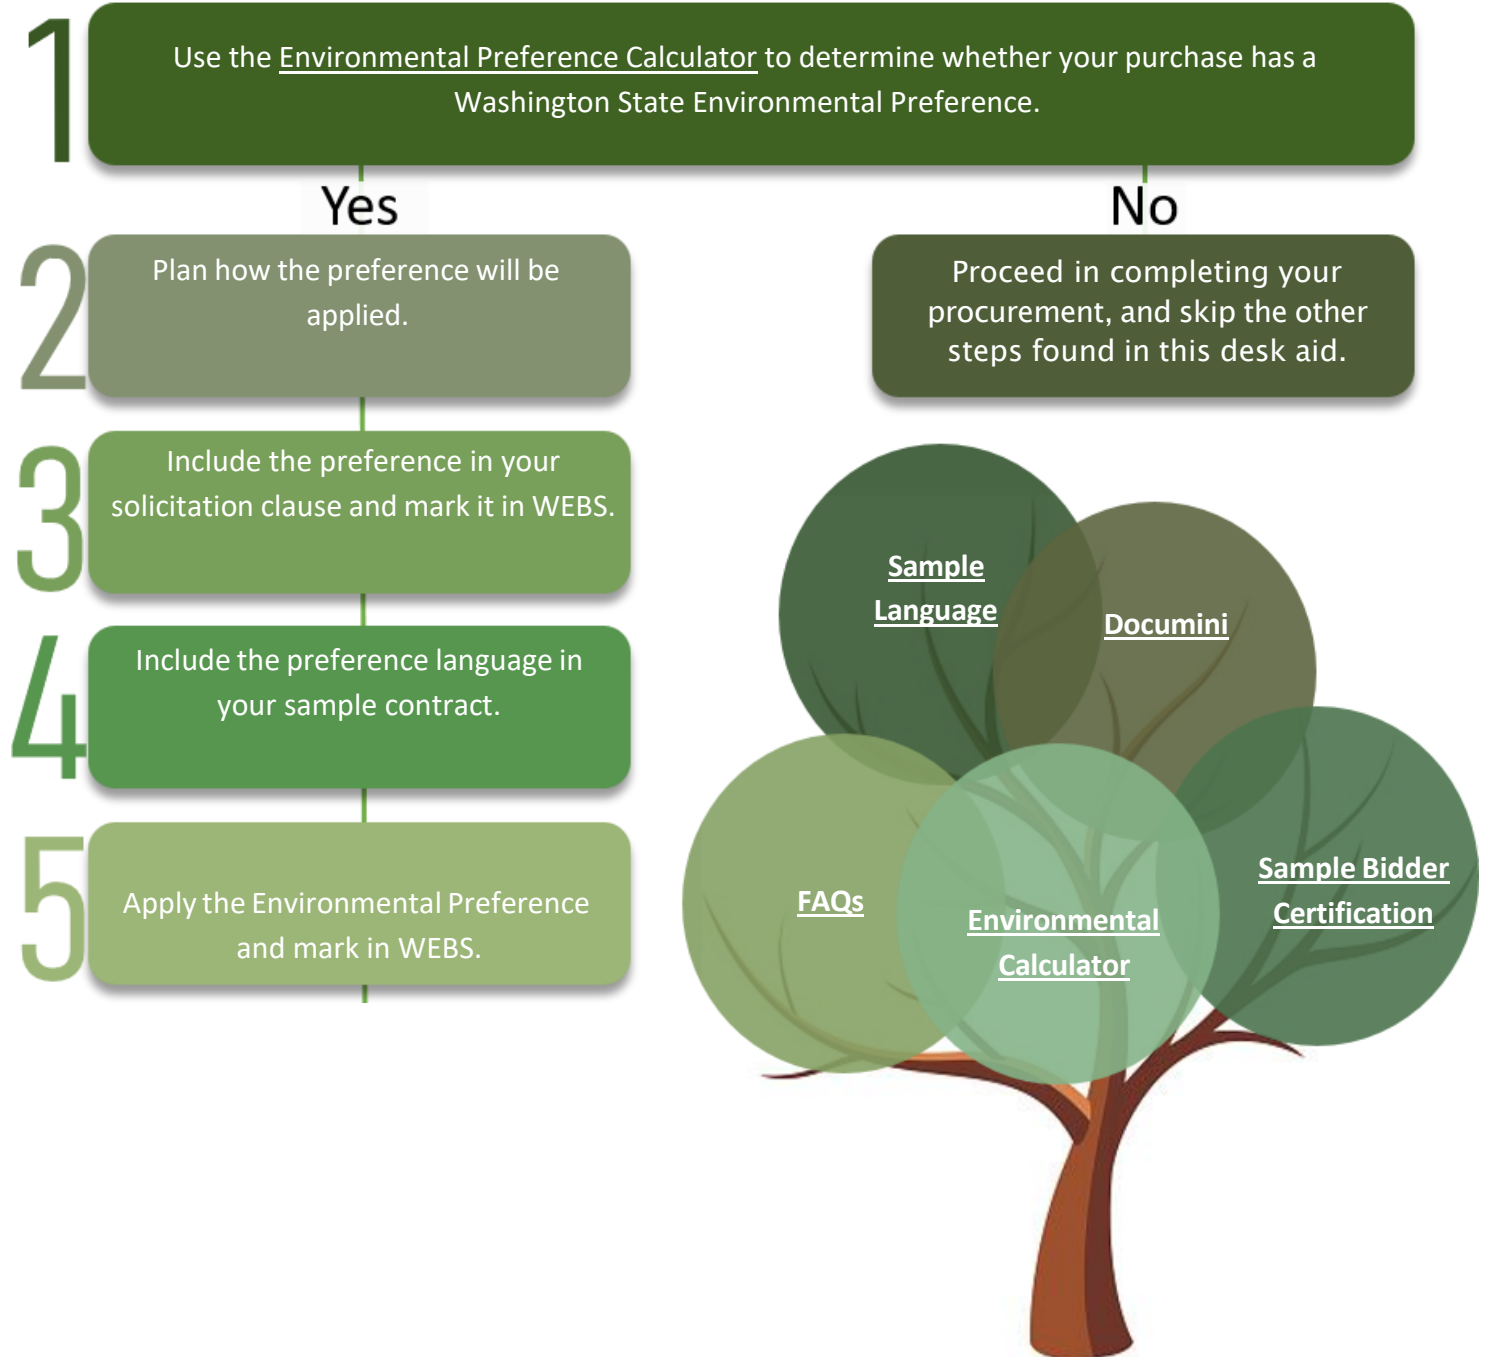 1
Use the Environmental Preference Calculator to determine whether your purchase has a
Washington State Environmental Preference.
Yes
No
2
Plan how the preference will be
applied.
Proceed in completing your
procurement, and skip the other
steps found in this desk aid.
3
Include the preference in your
solicitation clause and mark it in WEBS.
4
Include the preference language in
your sample contract.
5
Apply the Environmental Preference
and mark in WEBS.
Sample
Language
Documini
FAQs
Environmental
Calculator
Sample Bidder
Certification